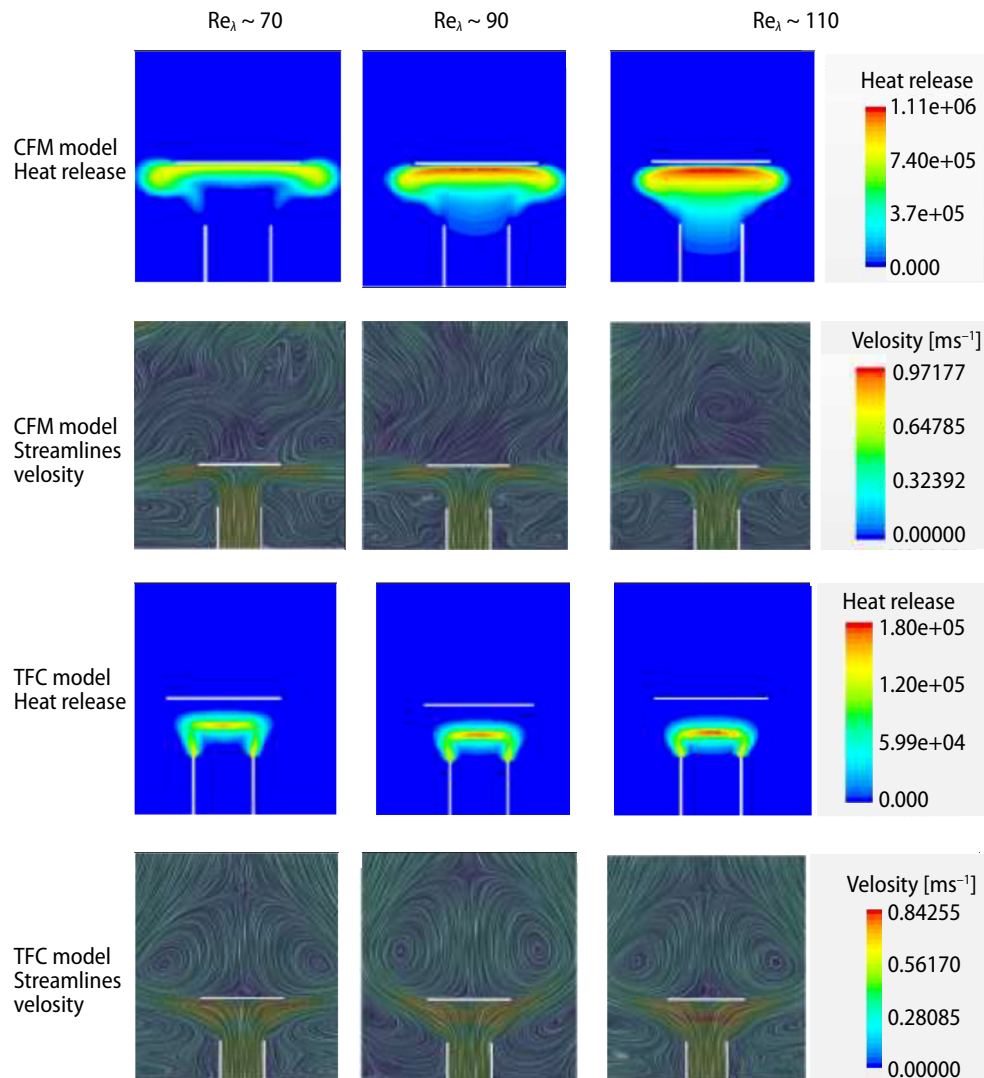 Reλ ~ 70
Reλ ~ 90
Reλ ~ 110
CFM model
Heat release
Heat release
1.11e+06
7.40e+05
3.7e+05
0.000
CFM model
Streamlines
velocity
Velosity [ms⁻¹]
0.97177
0.64785
0.32392
0.00000
TFC model
Heat release
Heat release
1.80e+05
1.20e+05
5.99e+04
0.000
TFC model
Streamlines
velosity
Velosity [ms⁻¹]
0.84255
0.56170
0.28085
0.00000